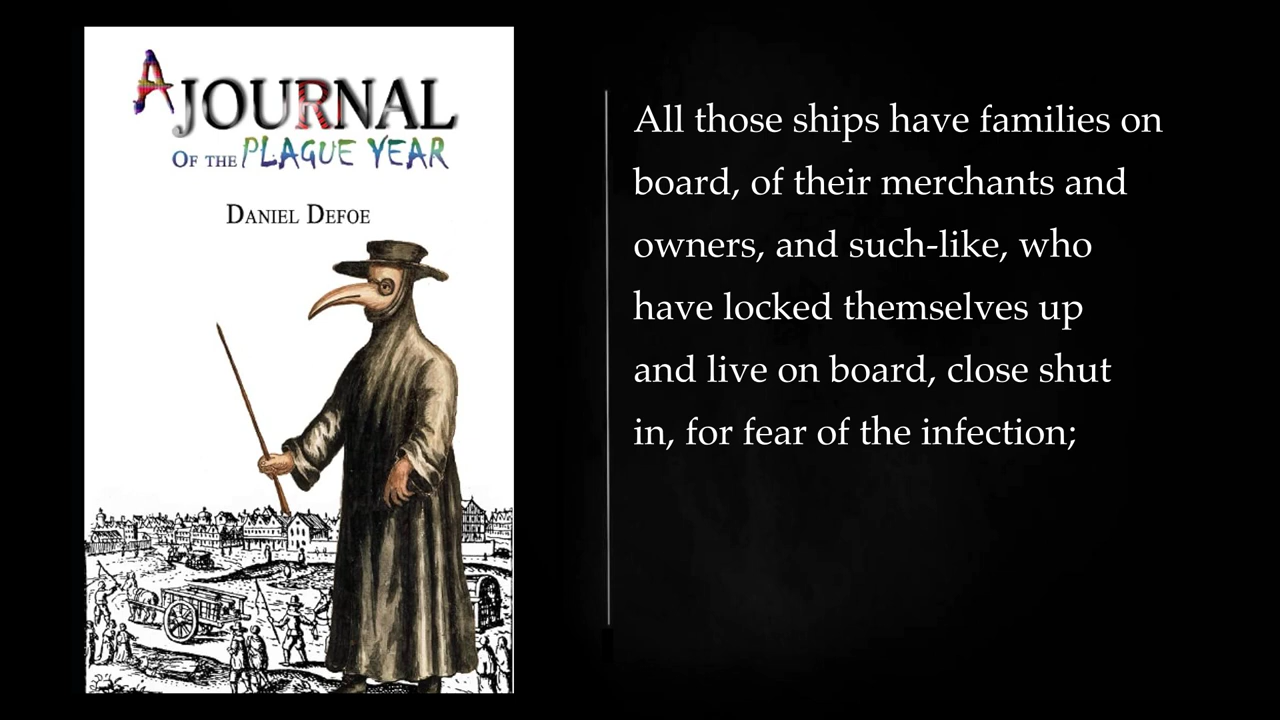 A JOURNAL
OF THE PLAGUE YEAR
DANIEL DEFOE
All those ships have families on
board, of their merchants and
owners, and such-like, who
have locked themselves up
and live on board, close shut
in, for fear of the infection;